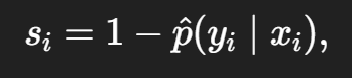 sᵢ = 1 − p̂(yᵢ | xᵢ),